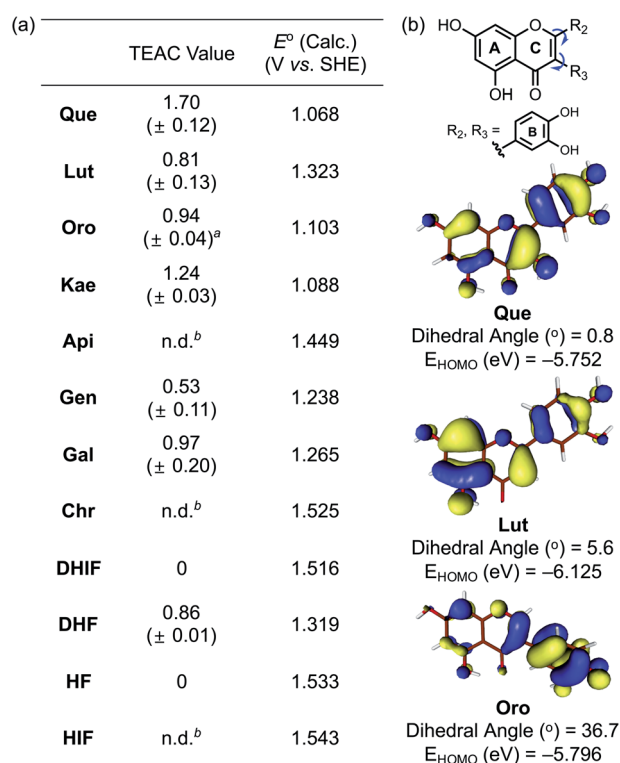 (a)
TEAC Value
E° (Calc.)
(V vs. SHE)
Que
1.70
(± 0.12)
1.068
Lut
0.81
(± 0.13)
1.323
Oro
0.94
(± 0.04)ᵃ
1.103
Kae
1.24
(± 0.03)
1.088
Api
n.d.ᵇ
1.449
Gen
0.53
(± 0.11)
1.238
Gal
0.97
(± 0.20)
1.265
Chr
n.d.ᵇ
1.525
DHIF
0
1.516
DHF
0.86
(± 0.01)
1.319
HF
0
1.533
HIF
n.d.ᵇ
1.543
(b)
HO
O
R₂
A
C
R₃
OH
O
R₂, R₃ =
B
OH
OH
Que
Dihedral Angle (°) = 0.8
E_HOMO (eV) = –5.752
Lut
Dihedral Angle (°) = 5.6
E_HOMO (eV) = –6.125
Oro
Dihedral Angle (°) = 36.7
E_HOMO (eV) = –5.796